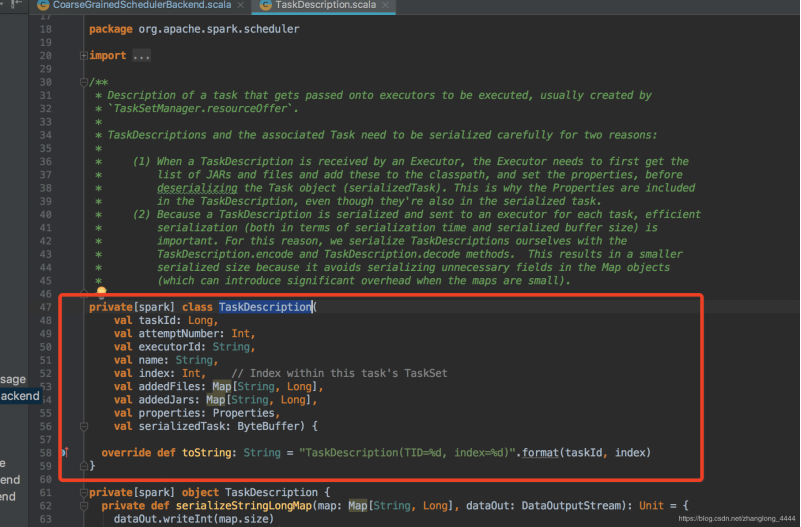 CoarseGrainedSchedulerBackend.scala × TaskDescription.scala ×
17
18 package org.apache.spark.scheduler
19
20 import ...
29
30 /**
31 * Description of a task that gets passed onto executors to be executed, usually created by
32 * `TaskSetManager.resourceOffer`.
33 *
34 * TaskDescriptions and the associated Task need to be serialized carefully for two reasons:
35 *
36 * (1) When a TaskDescription is received by an Executor, the Executor needs to first get the
37 * list of JARs and files and add these to the classpath, and set the properties, before
38 * deserializing the Task object (serializedTask). This is why the Properties are included
39 * in the TaskDescription, even though they're also in the serialized task.
40 * (2) Because a TaskDescription is serialized and sent to an executor for each task, efficient
41 * serialization (both in terms of serialization time and serialized buffer size) is
42 * important. For this reason, we serialize TaskDescriptions ourselves with the
43 * TaskDescription.encode and TaskDescription.decode methods. This results in a smaller
44 * serialized size because it avoids serializing unnecessary fields in the Map objects
45 * (which can introduce significant overhead when the maps are small).
46
47 private[spark] class TaskDescription(
48 val taskId: Long,
49 val attemptNumber: Int,
50 val executorId: String,
51 val name: String,
52 val index: Int, // Index within this task's TaskSet
53 val addedFiles: Map[String, Long],
54 val addedJars: Map[String, Long],
55 val properties: Properties,
56 val serializedTask: ByteBuffer) {
57
58 override def toString: String = "TaskDescription(TID=%d, index=%d)".format(taskId, index)
59 }
60
61 private[spark] object TaskDescription {
62 private def serializeStringLongMap(map: Map[String, Long], dataOut: DataOutputStream): Unit = {
63 dataOut.writeInt(map.size)
ssage
ackend
e
end
end
https://blog.csdn.net/zhanglong_4444